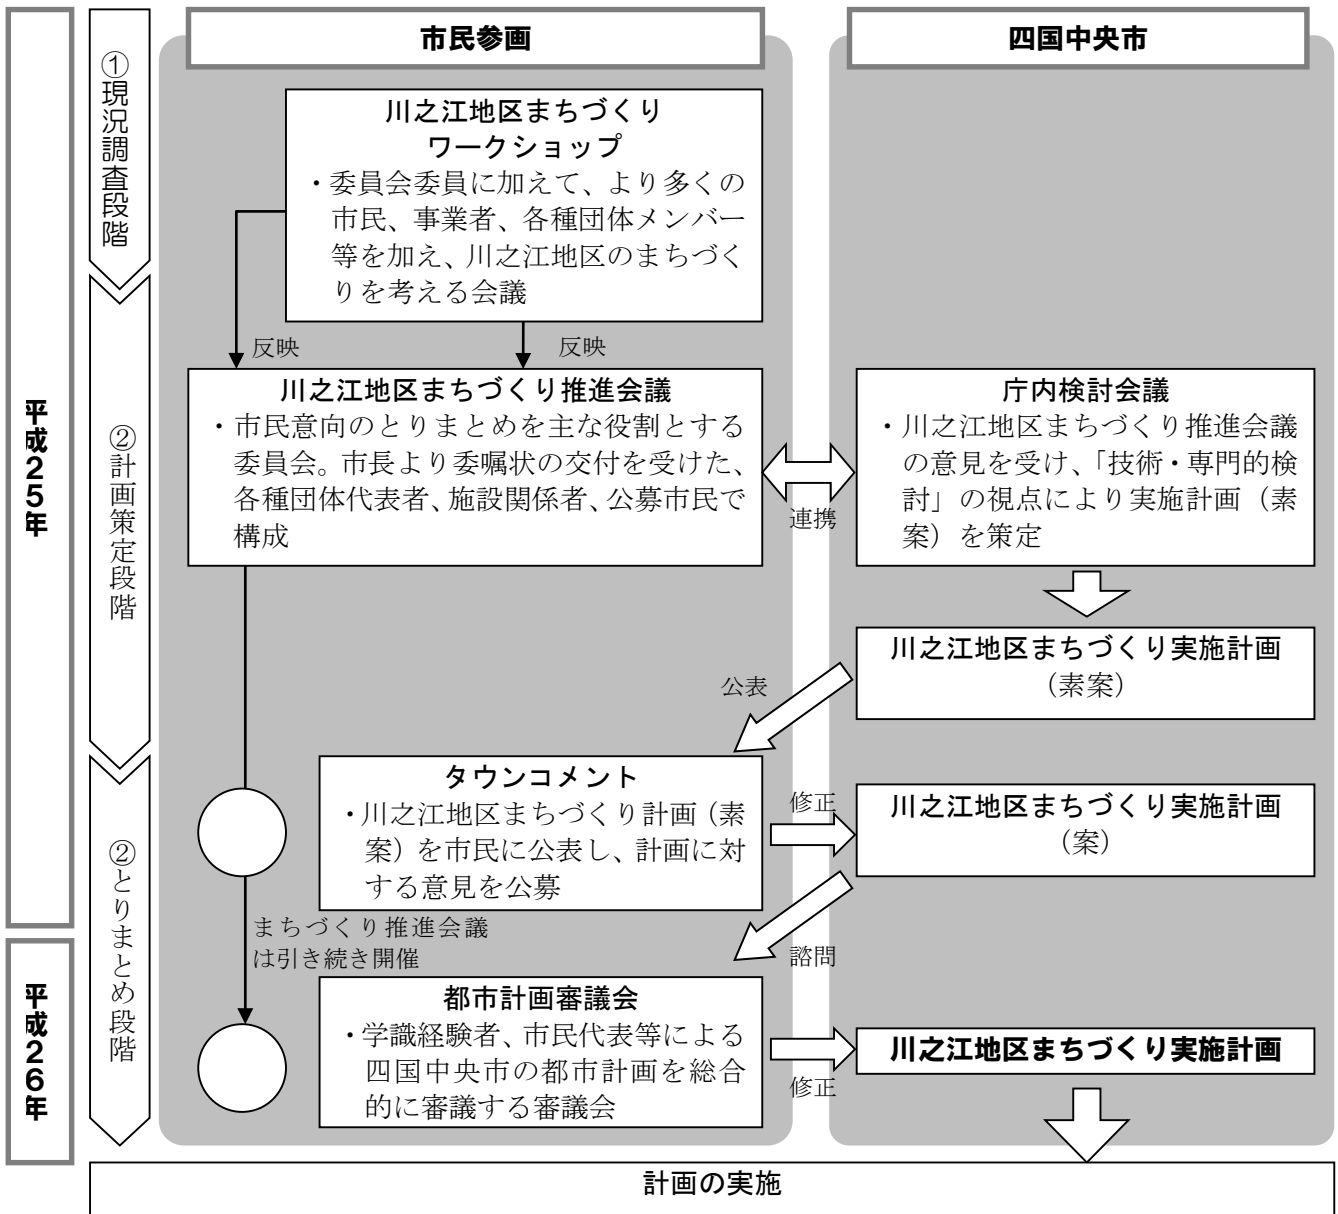 市民参画
四国中央市
平成25年
平成26年
①現況調査段階
②計画策定段階
②とりまとめ段階
川之江地区まちづくり
ワークショップ
・委員会委員に加えて、より多くの
市民、事業者、各種団体メンバー
等を加え、川之江地区のまちづく
りを考える会議
反映
反映
川之江地区まちづくり推進会議
・市民意向のとりまとめを主な役割とする
委員会。市長より委嘱状の交付を受けた、
各種団体代表者、施設関係者、公募市民で
構成
連携
庁内検討会議
・川之江地区まちづくり推進会議
の意見を受け、「技術・専門的検
討」の視点により実施計画（素
案）を策定
川之江地区まちづくり実施計画
（素案）
公表
タウンコメント
・川之江地区まちづくり計画（素
案）を市民に公表し、計画に対
する意見を公募
修正
川之江地区まちづくり実施計画
（案）
まちづくり推進会議
は引き続き開催
諮問
都市計画審議会
・学識経験者、市民代表等による
四国中央市の都市計画を総合
的に審議する審議会
修正
川之江地区まちづくり実施計画
計画の実施